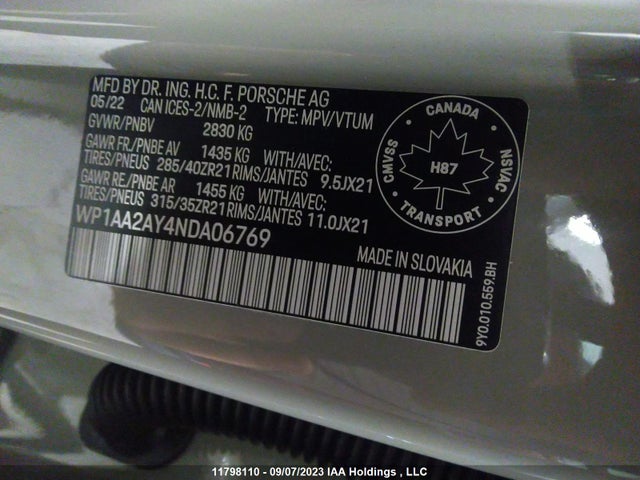 MFD BY DR. ING. H.C. F. PORSCHE AG
05/22 CAN ICES-2/NMB-2 TYPE: MPV/VTUM
GVWR/PNBV 2830 KG
GAWR FR./PNBE AV 1435 KG WITH/AVEC:
TIRES/PNEUS 285/40ZR21 RIMS/JANTES 9.5JX21
GAWR RE./PNBE AR 1455 KG WITH/AVEC:
TIRES/PNEUS 315/35ZR21 RIMS/JANTES 11.0JX21
WP1AA2AY4NDA06769
MADE IN SLOVAKIA
CANADA
CMVSS
H87
NSVAC
TRANSPORT
9Y0.010.559.BH
11798110 - 09/07/2023 IAA Holdings , LLC